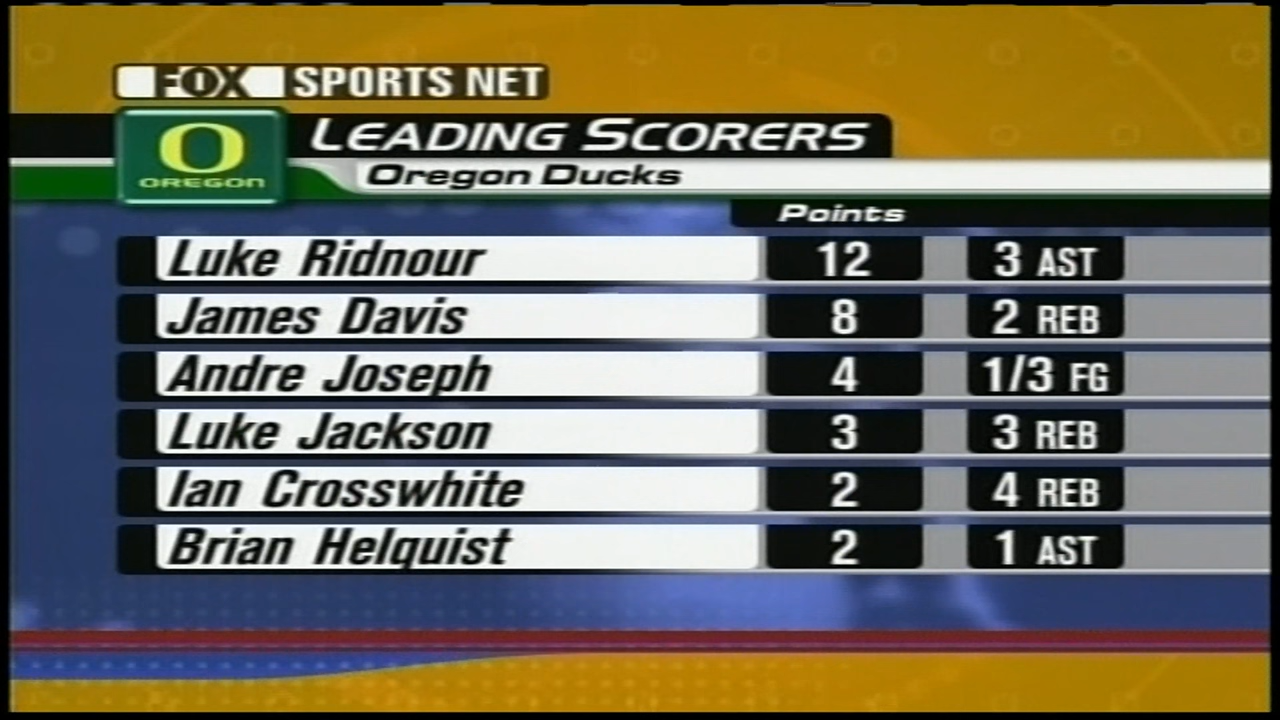 FOX SPORTS NET
O
OREGON
LEADING SCORERS
Oregon Ducks
Points
Luke Ridnour 12 3 AST
James Davis 8 2 REB
Andre Joseph 4 1/3 FG
Luke Jackson 3 3 REB
Ian Crosswhite 2 4 REB
Brian Helquist 2 1 AST